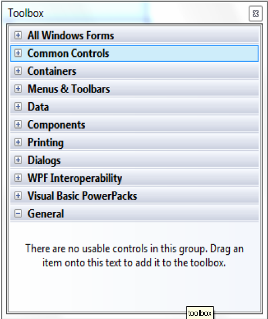 Toolbox
All Windows Forms
Common Controls
Containers
Menus & Toolbars
Data
Components
Printing
Dialogs
WPF Interoperability
Visual Basic PowerPacks
General
There are no usable controls in this group. Drag an
item onto this text to add it to the toolbox.
toolbox